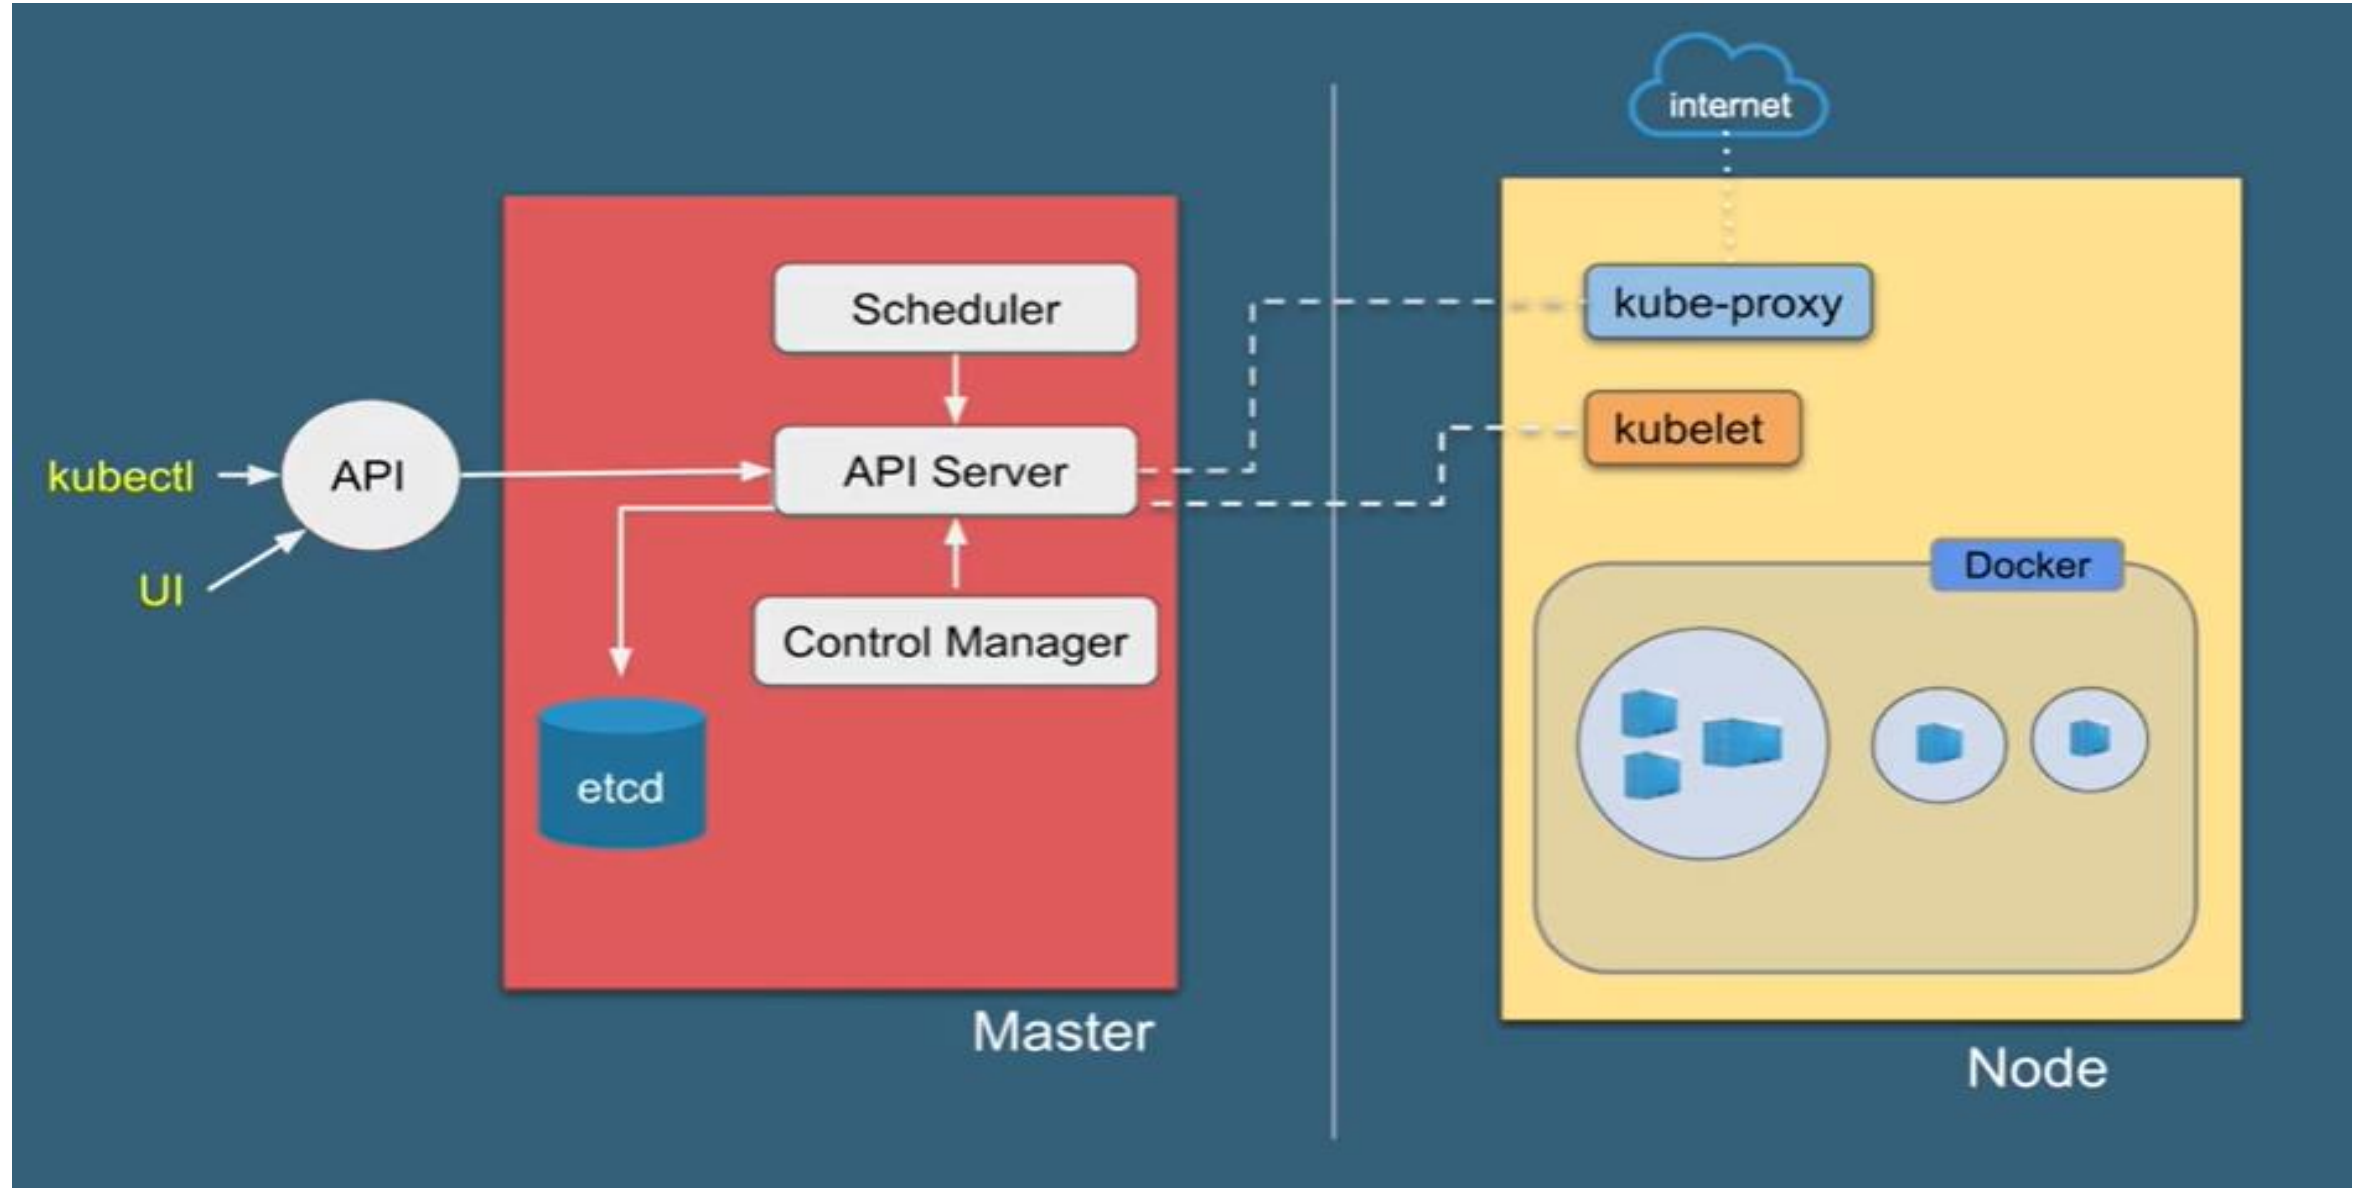 internet
Scheduler
kube-proxy
kubelet
kubectl
API
API Server
UI
Docker
Control Manager
etcd
Master
Node